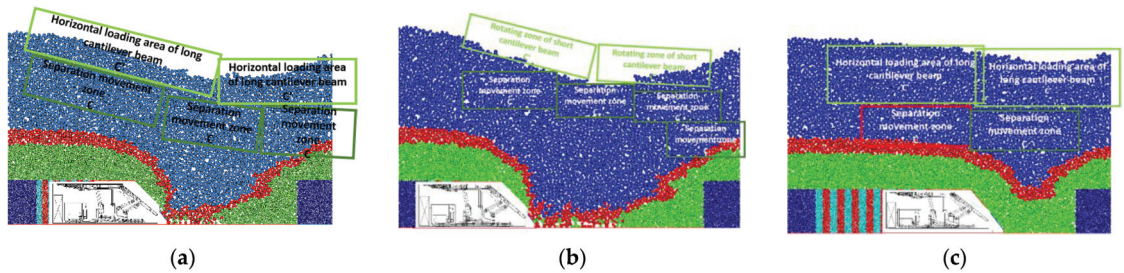 Horizontal loading area of long
cantilever beam
C'
Horizontal loading area
of long cantilever beam
C'
Separation movement
zone
C
Separation
movement zone
C
Separation
movement
zone
C
(a)
Rotating zone of short
cantilever beam
Rotating zone of short
cantilever beam
Separation
movement zone
C
Separation
movement zone
C
Separation
movement zone
C
Separation
movement zone
C
(b)
Horizontal loading area of long
cantilever beam
Horizontal loading area of
long cantilever beam
Separation
movement zone
C
Separation
movement zone
C
(c)